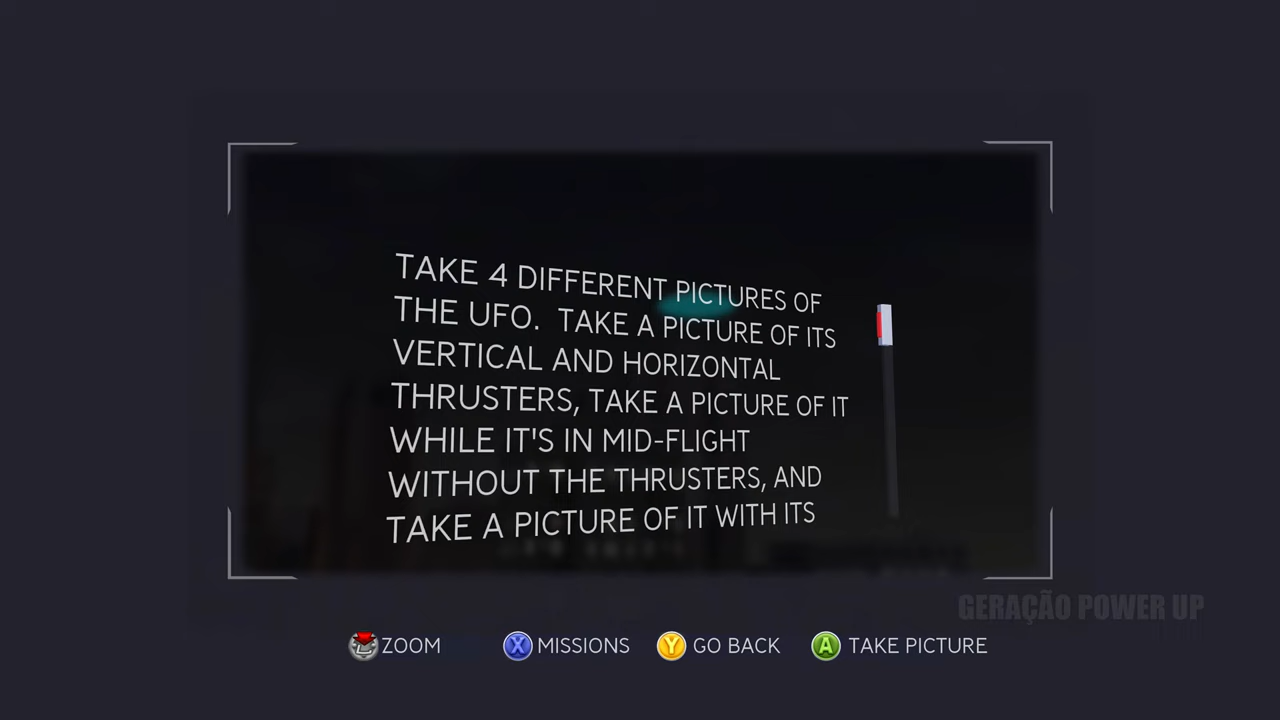 TAKE 4 DIFFERENT PICTURES OF
THE UFO. TAKE A PICTURE OF ITS
VERTICAL AND HORIZONTAL
THRUSTERS, TAKE A PICTURE OF IT
WHILE IT'S IN MID-FLIGHT
WITHOUT THE THRUSTERS, AND
TAKE A PICTURE OF IT WITH ITS
GERAÇÃO POWER UP
ZOOM X MISSIONS Y GO BACK A TAKE PICTURE